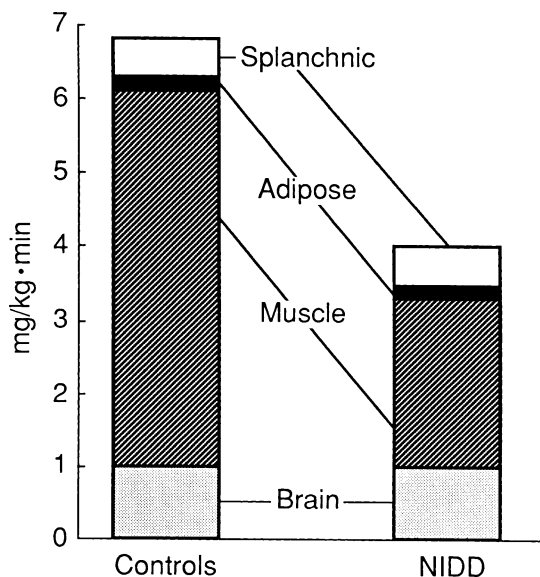 7
6
5
4
3
2
1
0
mg/kg•min
Splanchnic
Adipose
Muscle
Brain
Controls
NIDD